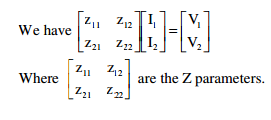 We have [Z₁₁ Z₁₂ Z₂₁ Z₂₂] [I₁ I₂] = [V₁ V₂]
Where [Z₁₁ Z₁₂ Z₂₁ Z₂₂] are the Z parameters.